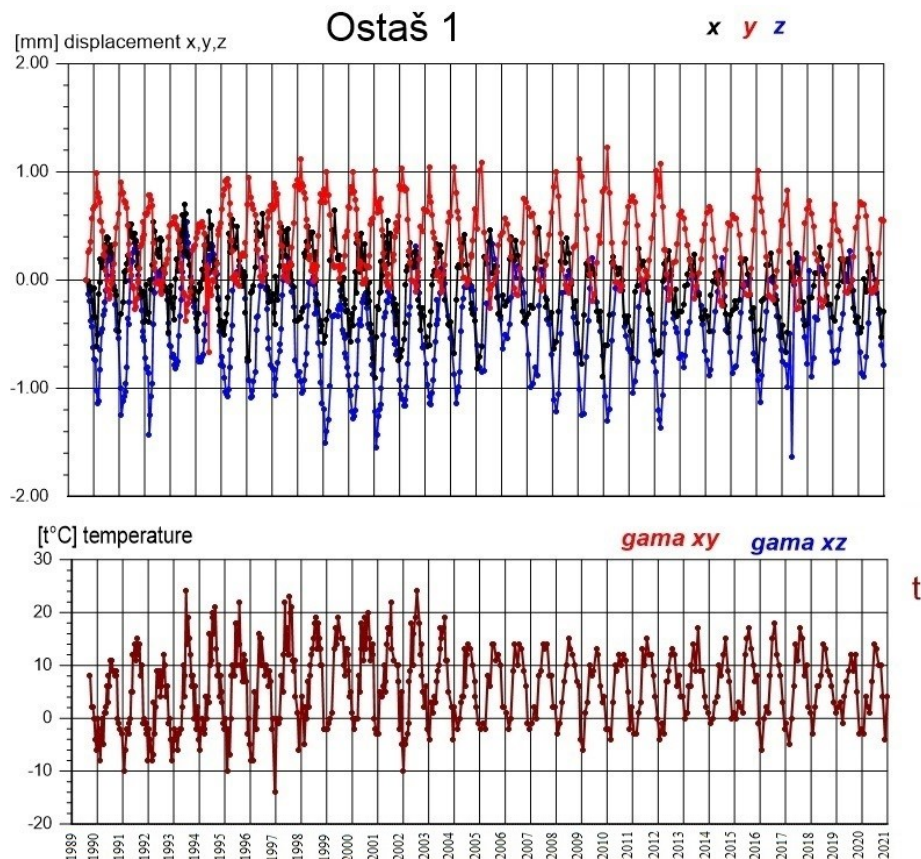 Ostaš 1
x y z
[mm] displacement x,y,z
2.00
1.00
0.00
-1.00
-2.00
[t°C] temperature
gama xy gama xz
t
30
20
10
0
-10
-20
1989 1990 1991 1992 1993 1994 1995 1996 1997 1998 1999 2000 2001 2002 2003 2004 2005 2006 2007 2008 2009 2010 2011 2012 2013 2014 2015 2016 2017 2018 2019 2020 2021